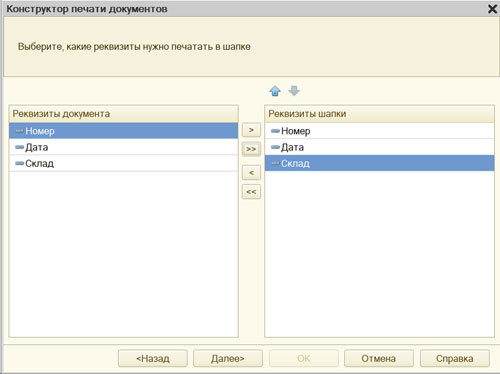 Конструктор печати документов
Выберите, какие реквизиты нужно печатать в шапке
Реквизиты документа
Номер
Дата
Склад
>
>>
<
<<
Реквизиты шапки
Номер
Дата
Склад
<Назад Далее> ОК Отмена Справка